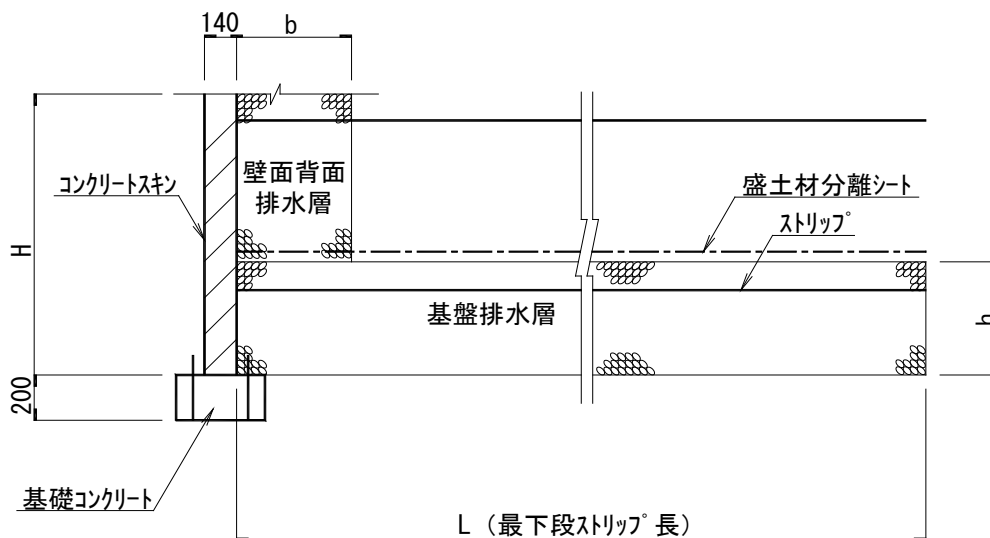 140
b
壁面背面
排水層
コンクリートスキン
盛土材分離シート
ストリップ
H
基盤排水層
h
200
基礎コンクリート
L（最下段ストリップ長）